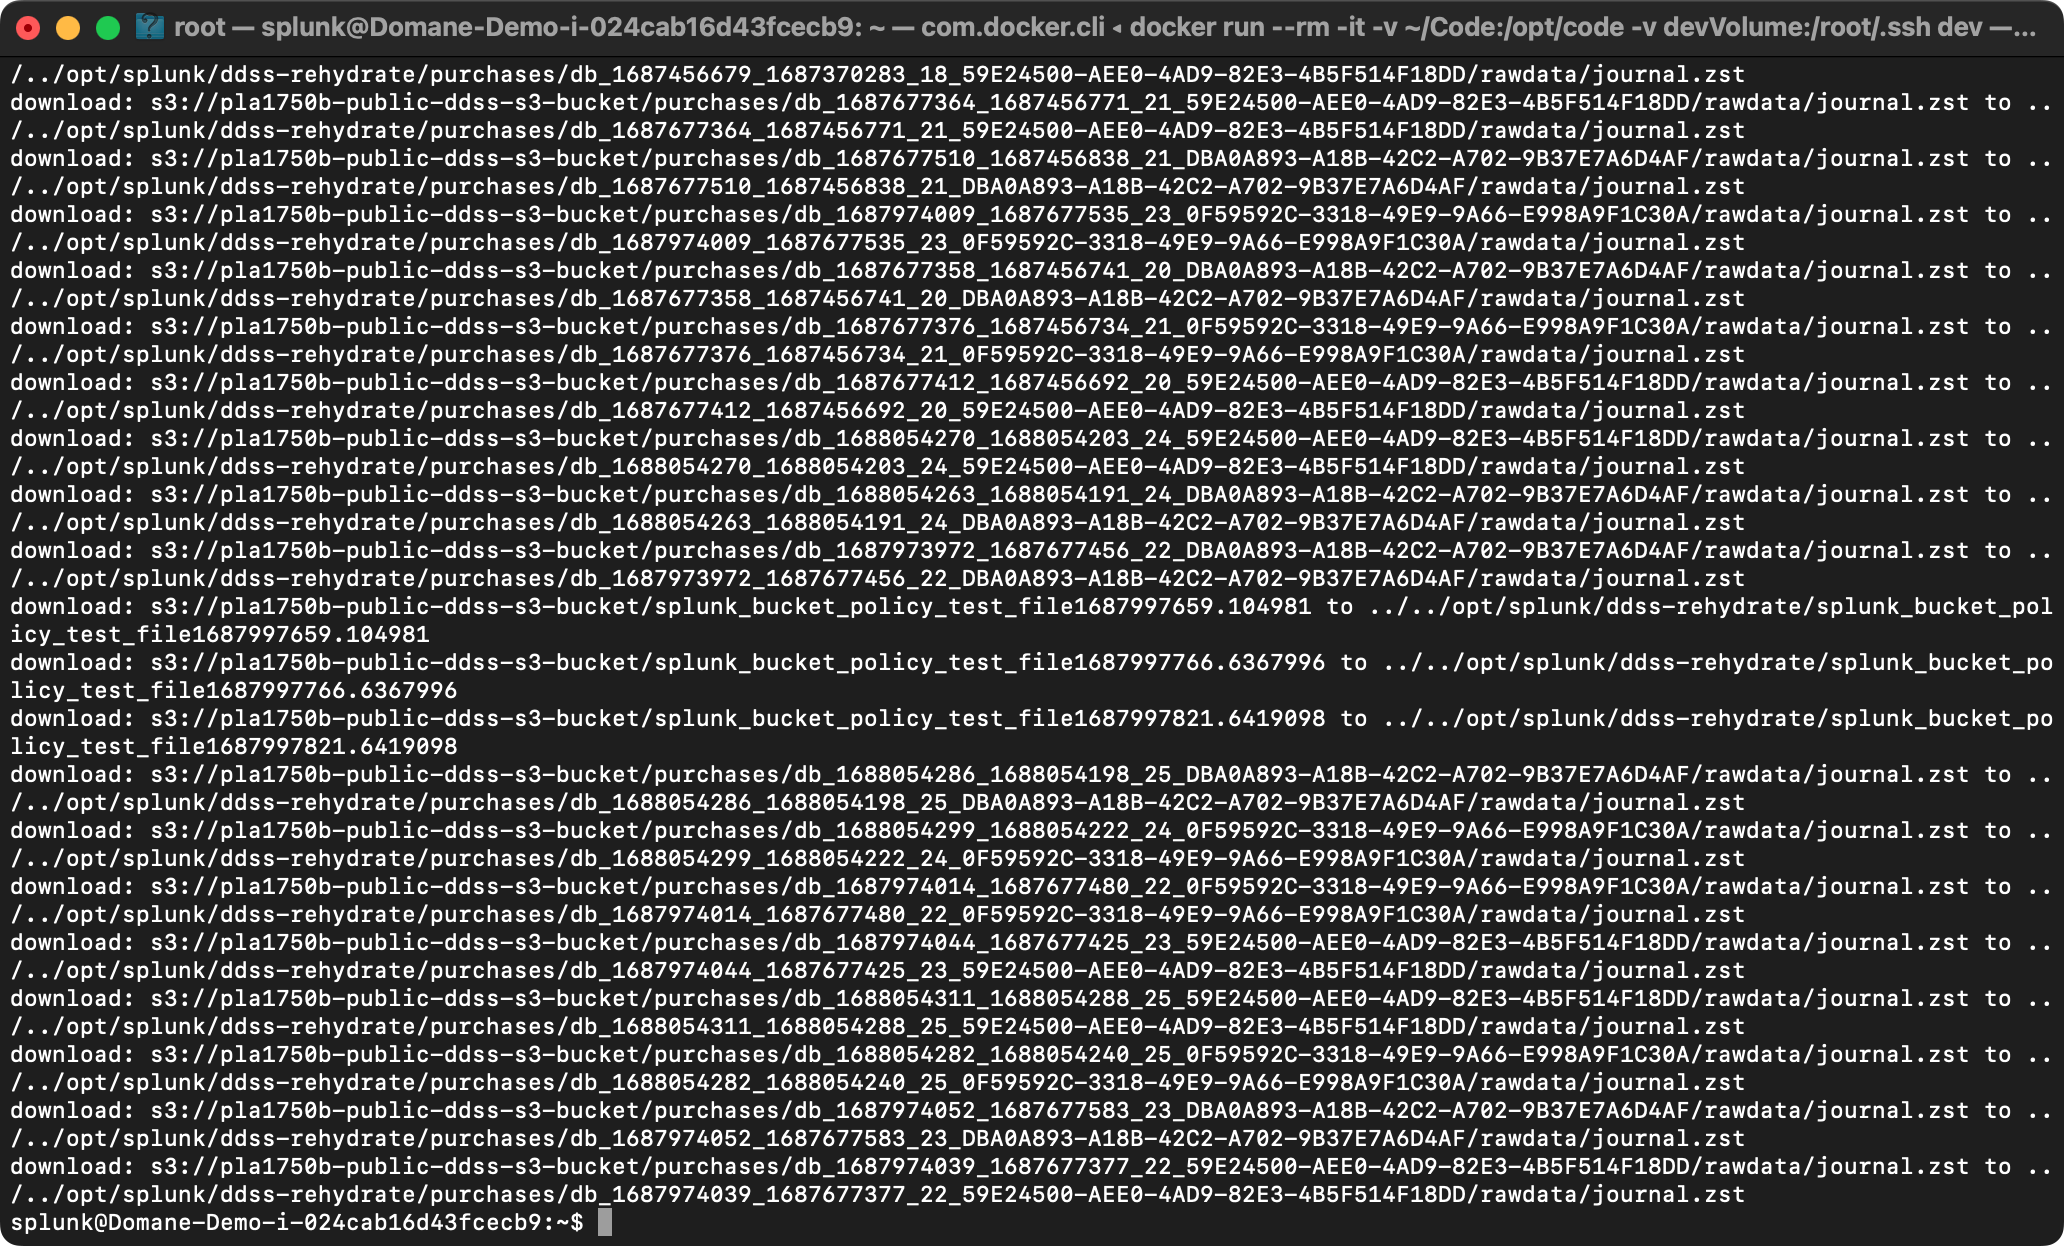 root — splunk@Domane-Demo-i-024cab16d43fcecb9: ~ — com.docker.cli ◂ docker run --rm -it -v ~/Code:/opt/code -v devVolume:/root/.ssh dev —...
/../opt/splunk/ddss-rehydrate/purchases/db_1687456679_1687370283_18_59E24500-AEE0-4AD9-82E3-4B5F514F18DD/rawdata/journal.zst
download: s3://pla1750b-public-ddss-s3-bucket/purchases/db_1687677364_1687456771_21_59E24500-AEE0-4AD9-82E3-4B5F514F18DD/rawdata/journal.zst to ..
/../opt/splunk/ddss-rehydrate/purchases/db_1687677364_1687456771_21_59E24500-AEE0-4AD9-82E3-4B5F514F18DD/rawdata/journal.zst
download: s3://pla1750b-public-ddss-s3-bucket/purchases/db_1687677510_1687456838_21_DBA0A893-A18B-42C2-A702-9B37E7A6D4AF/rawdata/journal.zst to ..
/../opt/splunk/ddss-rehydrate/purchases/db_1687677510_1687456838_21_DBA0A893-A18B-42C2-A702-9B37E7A6D4AF/rawdata/journal.zst
download: s3://pla1750b-public-ddss-s3-bucket/purchases/db_1687974009_1687677535_23_0F59592C-3318-49E9-9A66-E998A9F1C30A/rawdata/journal.zst to ..
/../opt/splunk/ddss-rehydrate/purchases/db_1687974009_1687677535_23_0F59592C-3318-49E9-9A66-E998A9F1C30A/rawdata/journal.zst
download: s3://pla1750b-public-ddss-s3-bucket/purchases/db_1687677358_1687456741_20_DBA0A893-A18B-42C2-A702-9B37E7A6D4AF/rawdata/journal.zst to ..
/../opt/splunk/ddss-rehydrate/purchases/db_1687677358_1687456741_20_DBA0A893-A18B-42C2-A702-9B37E7A6D4AF/rawdata/journal.zst
download: s3://pla1750b-public-ddss-s3-bucket/purchases/db_1687677376_1687456734_21_0F59592C-3318-49E9-9A66-E998A9F1C30A/rawdata/journal.zst to ..
/../opt/splunk/ddss-rehydrate/purchases/db_1687677376_1687456734_21_0F59592C-3318-49E9-9A66-E998A9F1C30A/rawdata/journal.zst
download: s3://pla1750b-public-ddss-s3-bucket/purchases/db_1687677412_1687456692_20_59E24500-AEE0-4AD9-82E3-4B5F514F18DD/rawdata/journal.zst to ..
/../opt/splunk/ddss-rehydrate/purchases/db_1687677412_1687456692_20_59E24500-AEE0-4AD9-82E3-4B5F514F18DD/rawdata/journal.zst
download: s3://pla1750b-public-ddss-s3-bucket/purchases/db_1688054270_1688054203_24_59E24500-AEE0-4AD9-82E3-4B5F514F18DD/rawdata/journal.zst to ..
/../opt/splunk/ddss-rehydrate/purchases/db_1688054270_1688054203_24_59E24500-AEE0-4AD9-82E3-4B5F514F18DD/rawdata/journal.zst
download: s3://pla1750b-public-ddss-s3-bucket/purchases/db_1688054263_1688054191_24_DBA0A893-A18B-42C2-A702-9B37E7A6D4AF/rawdata/journal.zst to ..
/../opt/splunk/ddss-rehydrate/purchases/db_1688054263_1688054191_24_DBA0A893-A18B-42C2-A702-9B37E7A6D4AF/rawdata/journal.zst
download: s3://pla1750b-public-ddss-s3-bucket/purchases/db_1687973972_1687677456_22_DBA0A893-A18B-42C2-A702-9B37E7A6D4AF/rawdata/journal.zst to ..
/../opt/splunk/ddss-rehydrate/purchases/db_1687973972_1687677456_22_DBA0A893-A18B-42C2-A702-9B37E7A6D4AF/rawdata/journal.zst
download: s3://pla1750b-public-ddss-s3-bucket/splunk_bucket_policy_test_file1687997659.104981 to ../../opt/splunk/ddss-rehydrate/splunk_bucket_pol
icy_test_file1687997659.104981
download: s3://pla1750b-public-ddss-s3-bucket/splunk_bucket_policy_test_file1687997766.6367996 to ../../opt/splunk/ddss-rehydrate/splunk_bucket_po
licy_test_file1687997766.6367996
download: s3://pla1750b-public-ddss-s3-bucket/splunk_bucket_policy_test_file1687997821.6419098 to ../../opt/splunk/ddss-rehydrate/splunk_bucket_po
licy_test_file1687997821.6419098
download: s3://pla1750b-public-ddss-s3-bucket/purchases/db_1688054286_1688054198_25_DBA0A893-A18B-42C2-A702-9B37E7A6D4AF/rawdata/journal.zst to ..
/../opt/splunk/ddss-rehydrate/purchases/db_1688054286_1688054198_25_DBA0A893-A18B-42C2-A702-9B37E7A6D4AF/rawdata/journal.zst
download: s3://pla1750b-public-ddss-s3-bucket/purchases/db_1688054299_1688054222_24_0F59592C-3318-49E9-9A66-E998A9F1C30A/rawdata/journal.zst to ..
/../opt/splunk/ddss-rehydrate/purchases/db_1688054299_1688054222_24_0F59592C-3318-49E9-9A66-E998A9F1C30A/rawdata/journal.zst
download: s3://pla1750b-public-ddss-s3-bucket/purchases/db_1687974014_1687677480_22_0F59592C-3318-49E9-9A66-E998A9F1C30A/rawdata/journal.zst to ..
/../opt/splunk/ddss-rehydrate/purchases/db_1687974014_1687677480_22_0F59592C-3318-49E9-9A66-E998A9F1C30A/rawdata/journal.zst
download: s3://pla1750b-public-ddss-s3-bucket/purchases/db_1687974044_1687677425_23_59E24500-AEE0-4AD9-82E3-4B5F514F18DD/rawdata/journal.zst to ..
/../opt/splunk/ddss-rehydrate/purchases/db_1687974044_1687677425_23_59E24500-AEE0-4AD9-82E3-4B5F514F18DD/rawdata/journal.zst
download: s3://pla1750b-public-ddss-s3-bucket/purchases/db_1688054311_1688054288_25_59E24500-AEE0-4AD9-82E3-4B5F514F18DD/rawdata/journal.zst to ..
/../opt/splunk/ddss-rehydrate/purchases/db_1688054311_1688054288_25_59E24500-AEE0-4AD9-82E3-4B5F514F18DD/rawdata/journal.zst
download: s3://pla1750b-public-ddss-s3-bucket/purchases/db_1688054282_1688054240_25_0F59592C-3318-49E9-9A66-E998A9F1C30A/rawdata/journal.zst to ..
/../opt/splunk/ddss-rehydrate/purchases/db_1688054282_1688054240_25_0F59592C-3318-49E9-9A66-E998A9F1C30A/rawdata/journal.zst
download: s3://pla1750b-public-ddss-s3-bucket/purchases/db_1687974052_1687677583_23_DBA0A893-A18B-42C2-A702-9B37E7A6D4AF/rawdata/journal.zst to ..
/../opt/splunk/ddss-rehydrate/purchases/db_1687974052_1687677583_23_DBA0A893-A18B-42C2-A702-9B37E7A6D4AF/rawdata/journal.zst
download: s3://pla1750b-public-ddss-s3-bucket/purchases/db_1687974039_1687677377_22_59E24500-AEE0-4AD9-82E3-4B5F514F18DD/rawdata/journal.zst to ..
/../opt/splunk/ddss-rehydrate/purchases/db_1687974039_1687677377_22_59E24500-AEE0-4AD9-82E3-4B5F514F18DD/rawdata/journal.zst
splunk@Domane-Demo-i-024cab16d43fcecb9:~$